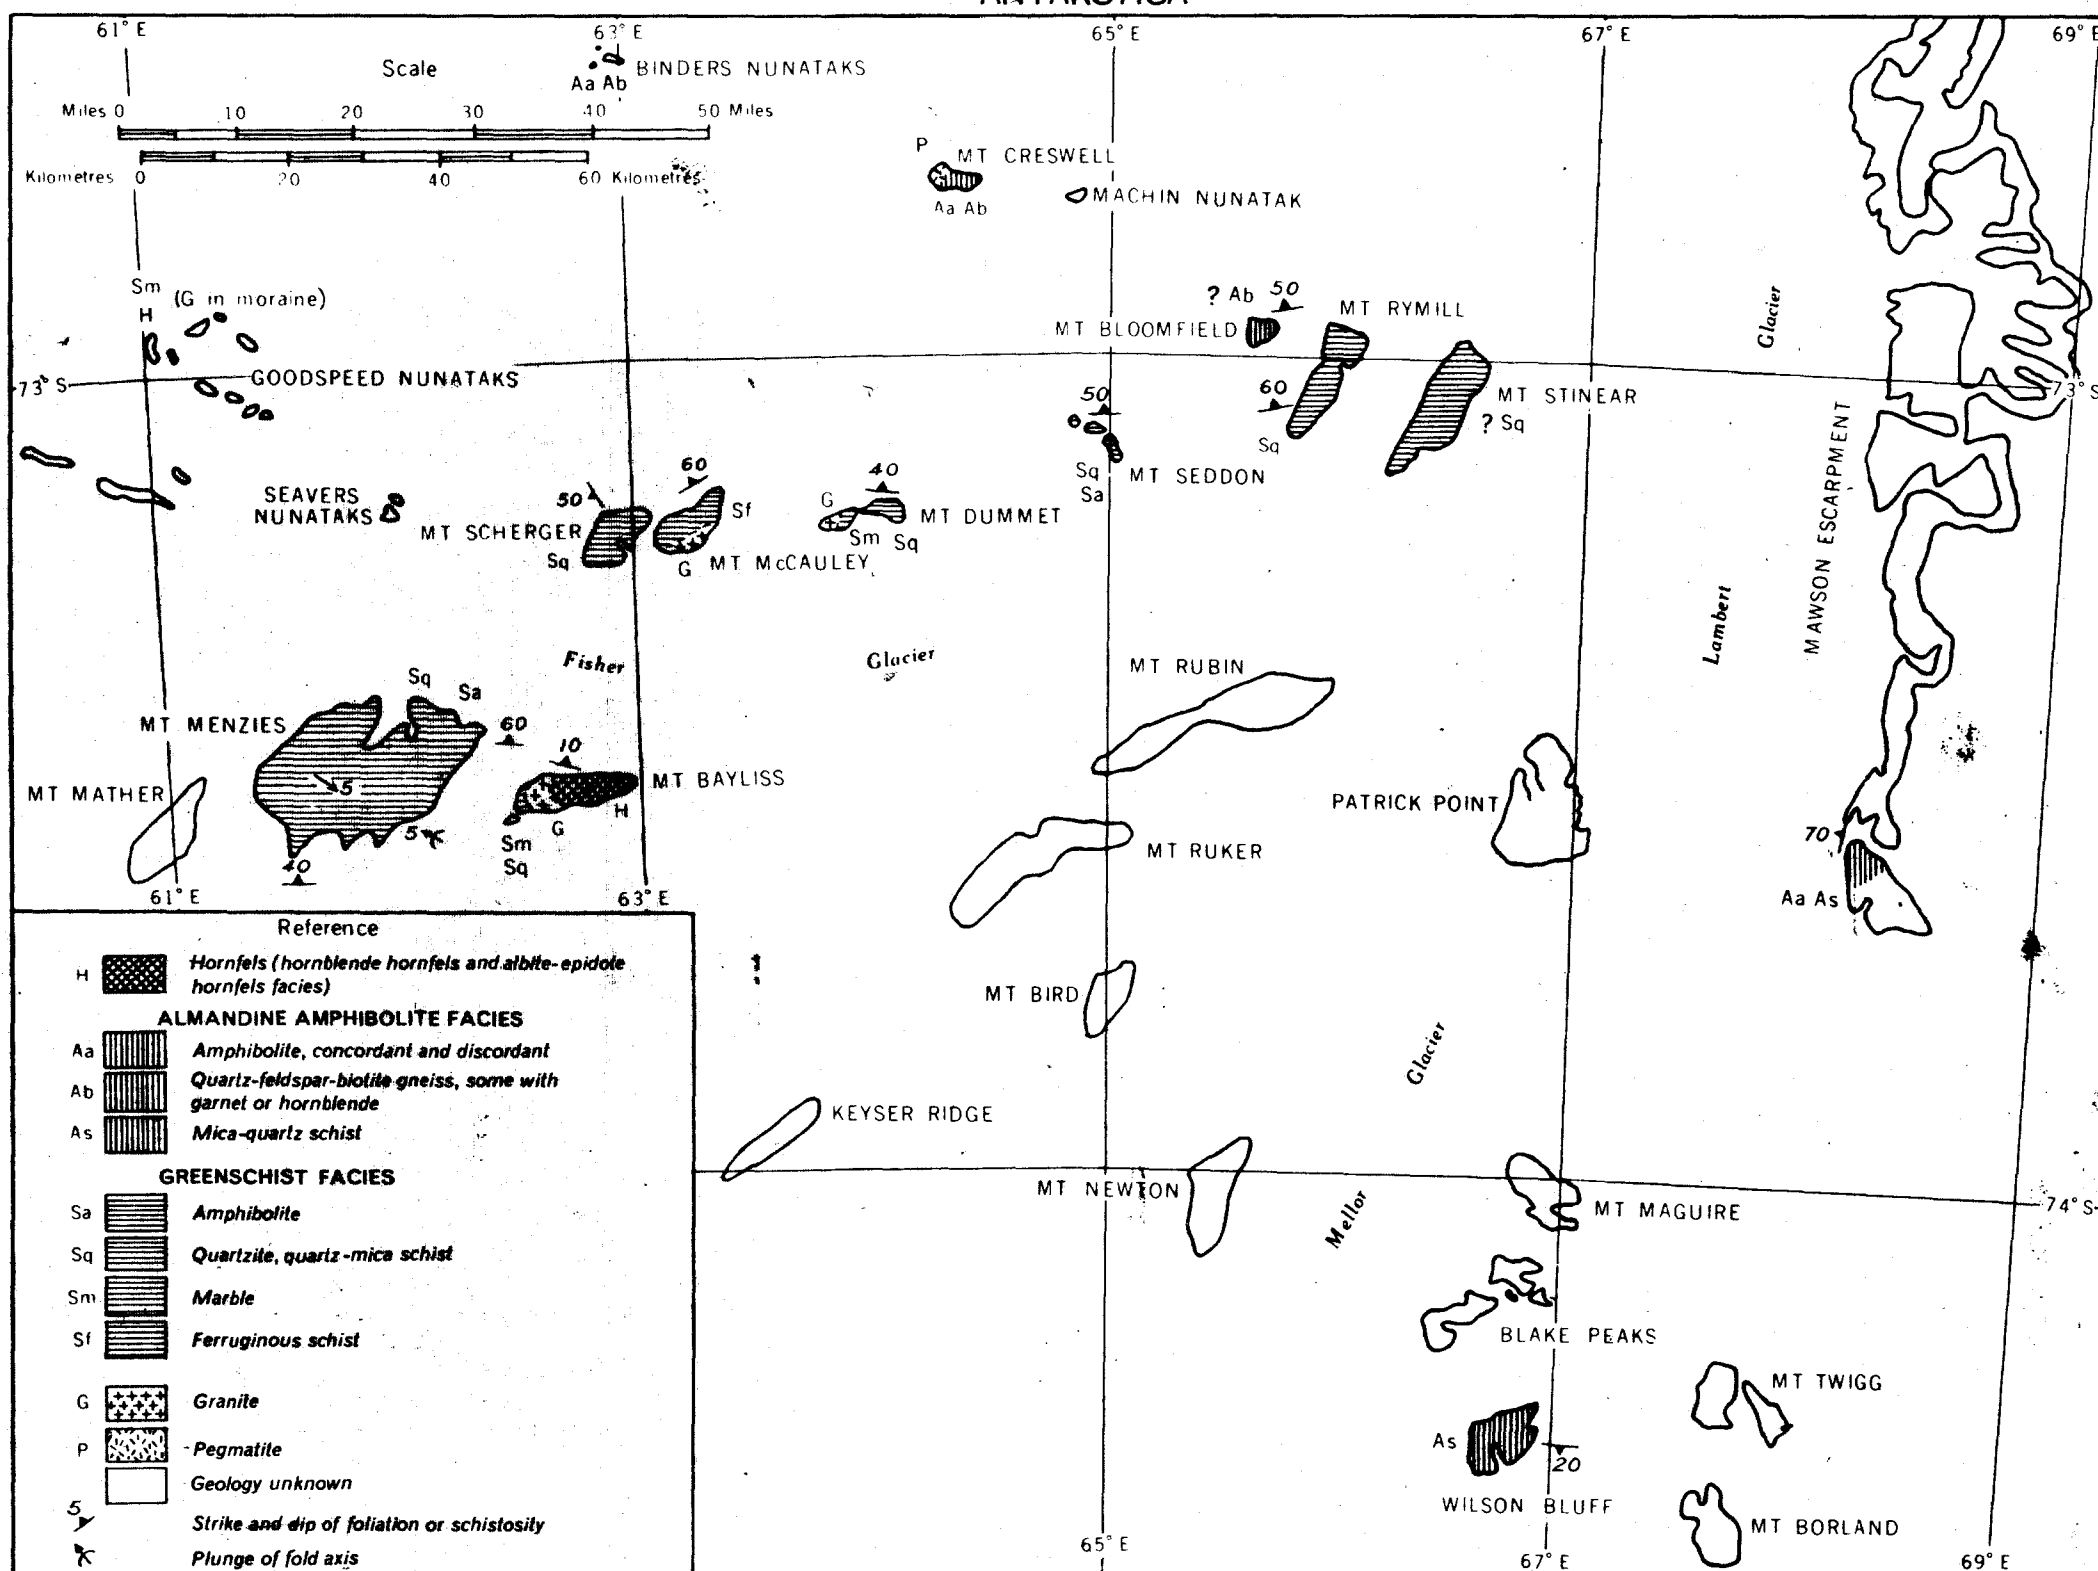 ANTARCTICA
61° E
63° E
65° E
67° E
69° E
Scale
BINDERS NUNATAKS
Aa Ab
Miles 0 10 20 30 40 50 Miles
Kilometres 0 20 40 60 Kilometres
P
MT CRESWELL
Aa Ab
MACHIN NUNATAK
Sm
H
(G in moraine)
? Ab 50
MT RYMILL
MT BLOOMFIELD
Glacier
73° S
GOODSPEED NUNATAKS
73° S
50
60
MT STINEAR
? Sq
Sq
Sq
Sa
MT SEDDON
MAWSON ESCARPMENT
SEAVERS
NUNATAKS
50
60
40
MT SCHERGER
Sf
G
MT DUMMET
Sm
Sq
Sq
G
MT McCAULEY
Fisher
Glacier
Lambert
MT RUBIN
Sq
Sa
MT MENZIES
60
10
MT BAYLISS
MT MATHER
5
5
H
G
Sm
Sq
40
PATRICK POINT
MT RUKER
70
Aa As
61° E
63° E
Reference
H Hornfels (hornblende hornfels and albite-epidote
hornfels facies)
ALMANDINE AMPHIBOLITE FACIES
Aa Amphibolite, concordant and discordant
Ab Quartz-feldspar-biotite gneiss, some with
garnet or hornblende
As Mica-quartz schist
GREENSCHIST FACIES
Sa Amphibolite
Sq Quartzite, quartz-mica schist
Sm Marble
Sf Ferruginous schist
G Granite
P Pegmatite
Geology unknown
5
Strike and dip of foliation or schistosity
Plunge of fold axis
MT BIRD
Glacier
KEYSER RIDGE
MT NEWTON
Mellor
MT MAGUIRE
74° S
BLAKE PEAKS
MT TWIGG
As
20
WILSON BLUFF
MT BORLAND
65° E
67° E
69° E